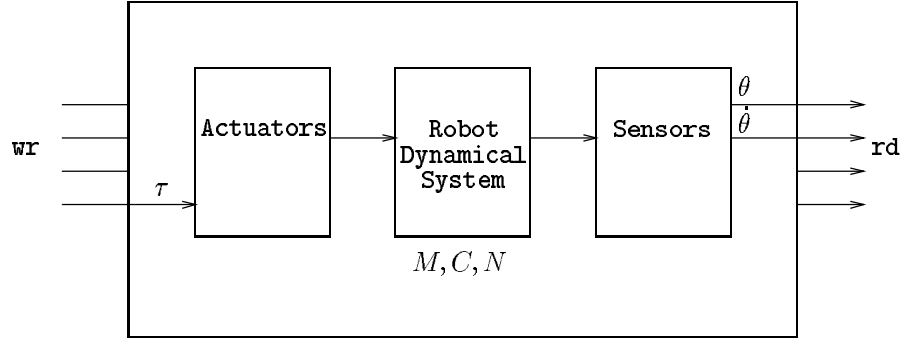 θ
θ̇
Actuators
Robot
Dynamical
System
Sensors
wr
rd
τ
M, C, N